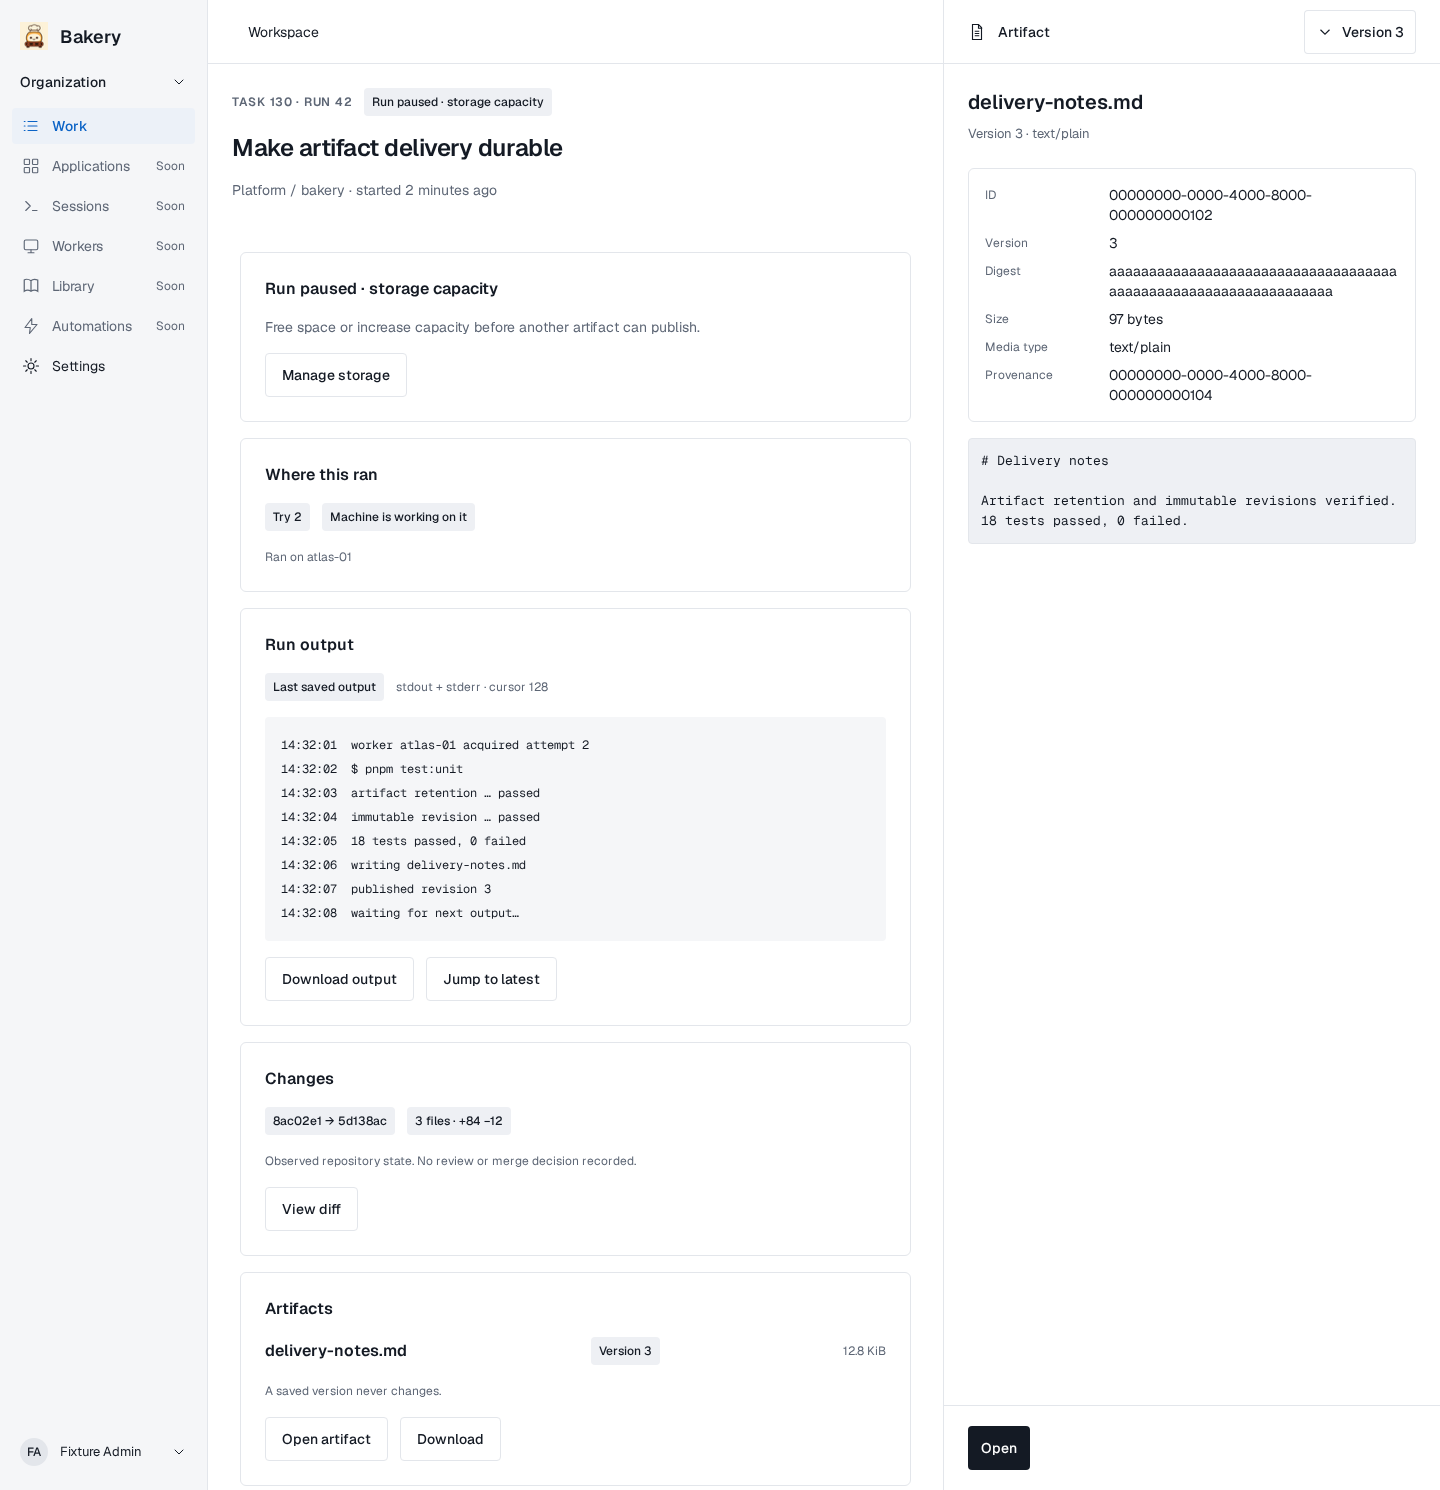 Bakery
Organization
Work
Applications Soon
Sessions Soon
Workers Soon
Library Soon
Automations Soon
Settings
FA Fixture Admin
Workspace
TASK 130 · RUN 42 Run paused · storage capacity
Make artifact delivery durable
Platform / bakery · started 2 minutes ago
Run paused · storage capacity
Free space or increase capacity before another artifact can publish.
Manage storage
Where this ran
Try 2 Machine is working on it
Ran on atlas-01
Run output
Last saved output stdout + stderr · cursor 128
14:32:01 worker atlas-01 acquired attempt 2
14:32:02 $ pnpm test:unit
14:32:03 artifact retention … passed
14:32:04 immutable revision … passed
14:32:05 18 tests passed, 0 failed
14:32:06 writing delivery-notes.md
14:32:07 published revision 3
14:32:08 waiting for next output…
Download output Jump to latest
Changes
8ac02e1 → 5d138ac 3 files · +84 −12
Observed repository state. No review or merge decision recorded.
View diff
Artifacts
delivery-notes.md Version 3 12.8 KiB
A saved version never changes.
Open artifact Download
Artifact Version 3
delivery-notes.md
Version 3 · text/plain
ID 00000000-0000-4000-8000-
000000000102
Version 3
Digest aaaaaaaaaaaaaaaaaaaaaaaaaaaaaaaaaaaa
aaaaaaaaaaaaaaaaaaaaaaaaaaaa
Size 97 bytes
Media type text/plain
Provenance 00000000-0000-4000-8000-
000000000104
# Delivery notes
Artifact retention and immutable revisions verified.
18 tests passed, 0 failed.
Open